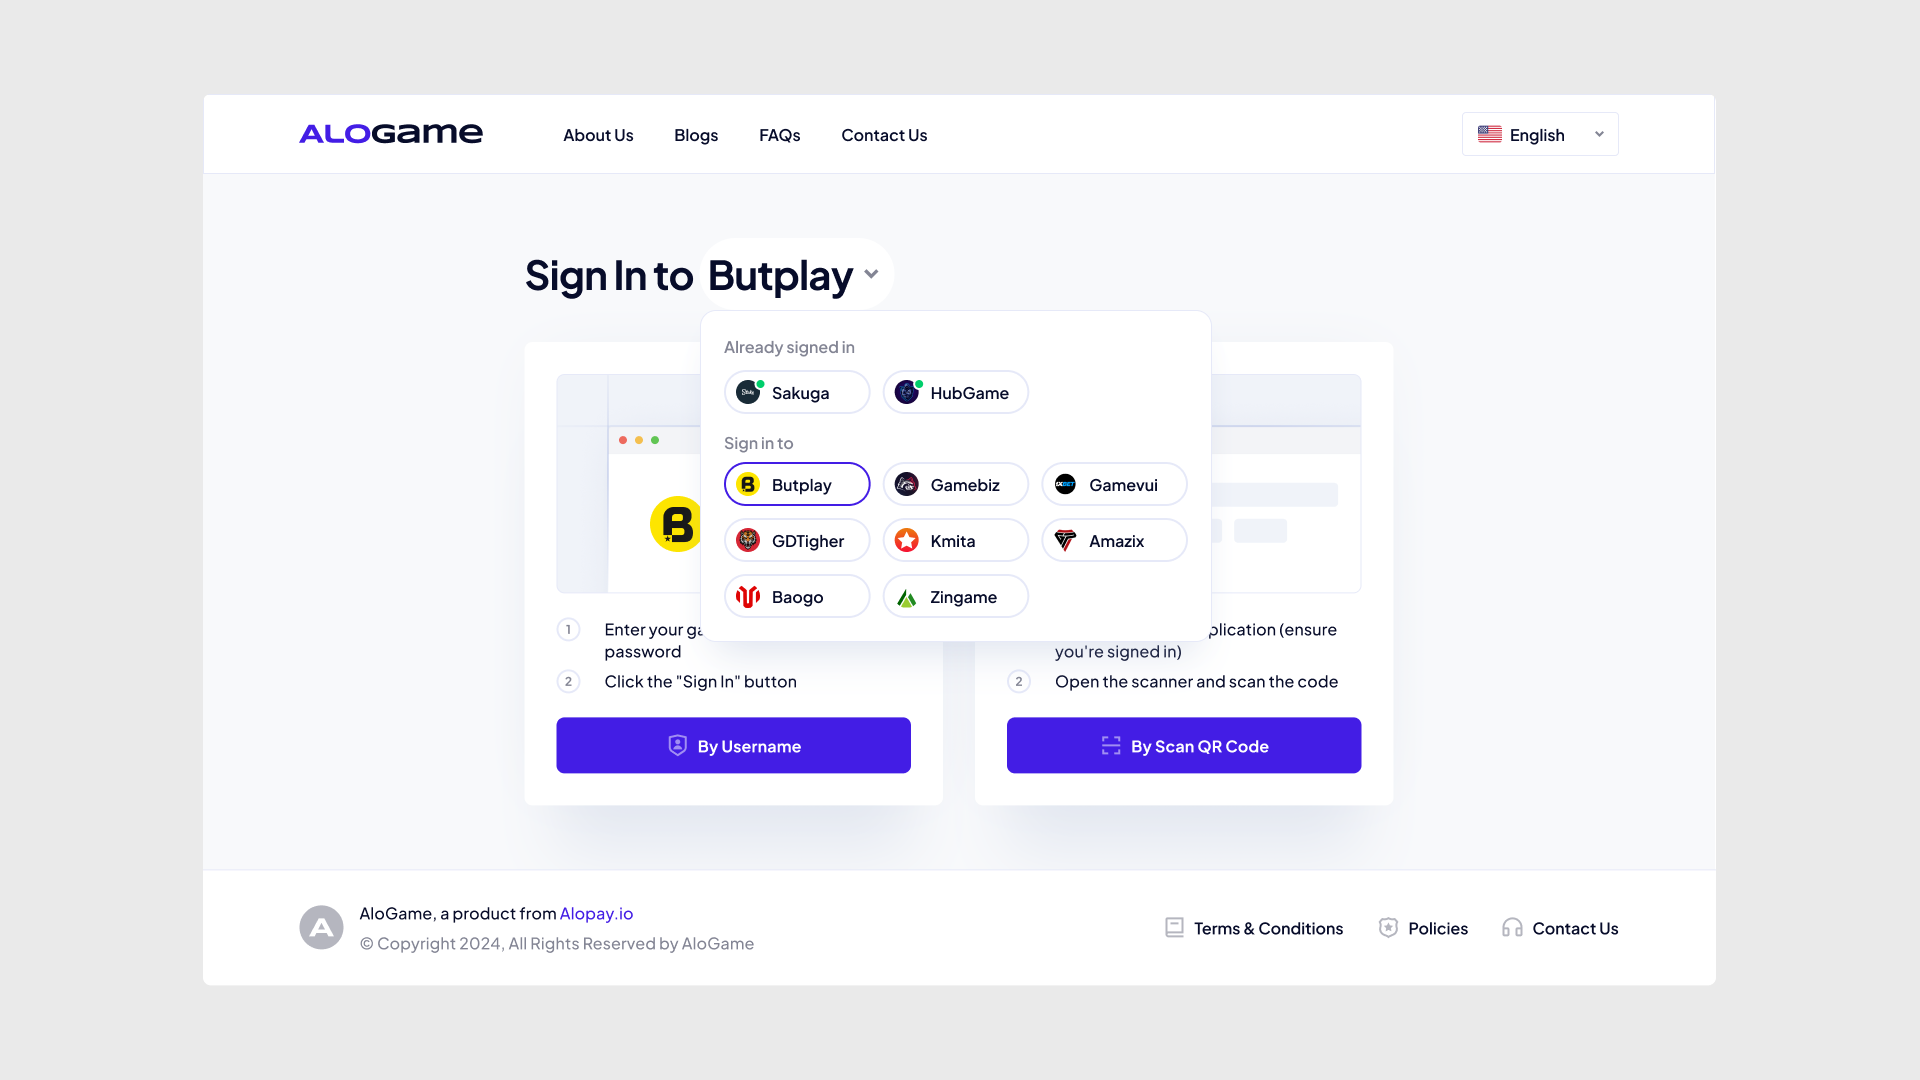 ALOGame
About Us
Blogs
FAQs
Contact Us
English
Sign In to Butplay
Already signed in
Sakuga
HubGame
Sign in to
Butplay
Gamebiz
Gamevui
GDTigher
Kmita
Amazix
Baogo
Zingame
B
1
Enter your
password
2
Click the "Sign In" button
By Username
(ensure
you're signed in)
2
Open the scanner and scan the code
By Scan QR Code
A
AloGame, a product from Alopay.io
© Copyright 2024, All Rights Reserved by AloGame
Terms & Conditions
Policies
Contact Us